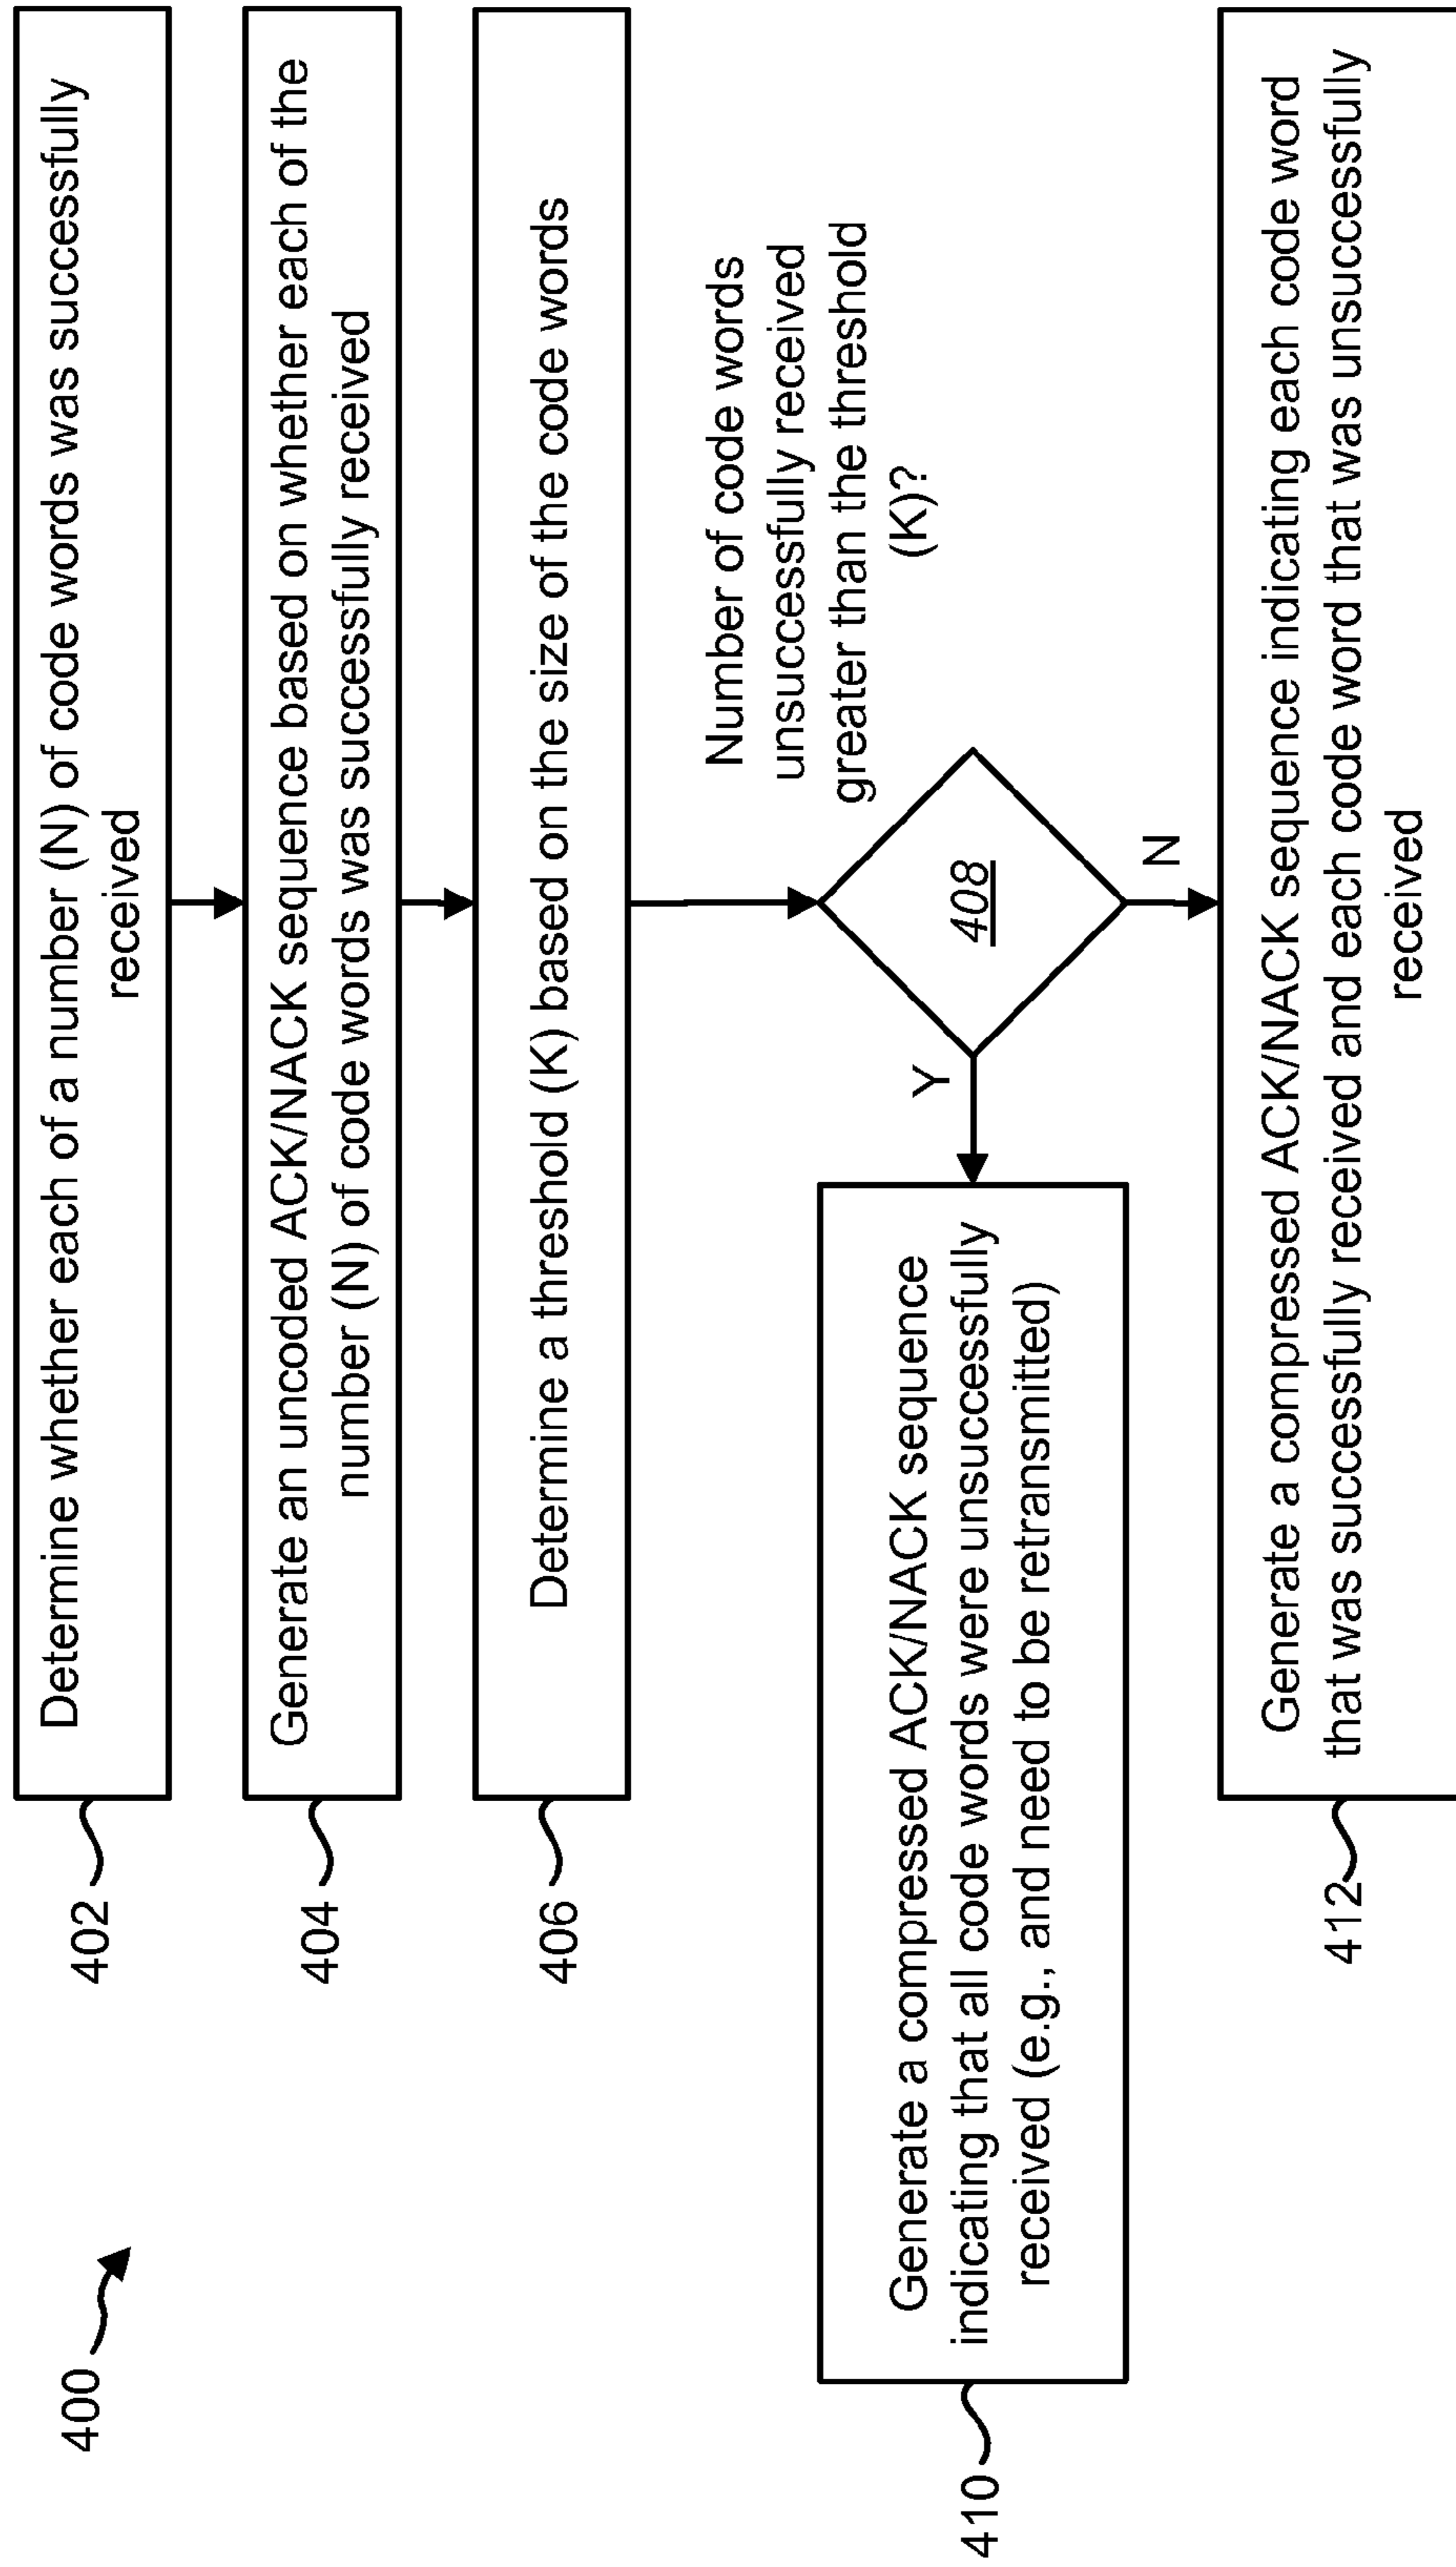 400
402
Determine whether each of a number (N) of code words was successfully
received
404
Generate an uncoded ACK/NACK sequence based on whether each of the
number (N) of code words was successfully received
406
Determine a threshold (K) based on the size of the code words
Number of code words
unsuccessfully received
greater than the threshold
(K)?
408
Y
N
410
Generate a compressed ACK/NACK sequence
indicating that all code words were unsuccessfully
received (e.g., and need to be retransmitted)
412
Generate a compressed ACK/NACK sequence indicating each code word
that was successfully received and each code word that was unsuccessfully
received